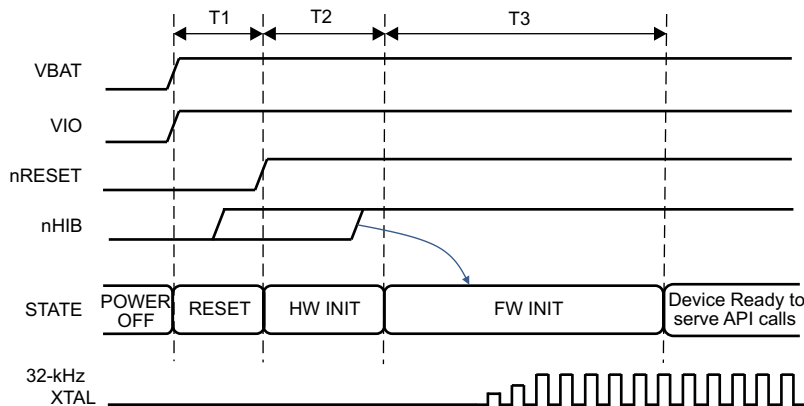 T1 T2 T3
VBAT
VIO
nRESET
nHIB
STATE
POWER
OFF
RESET
HW INIT
FW INIT
Device Ready to
serve API calls
32-kHz
XTAL